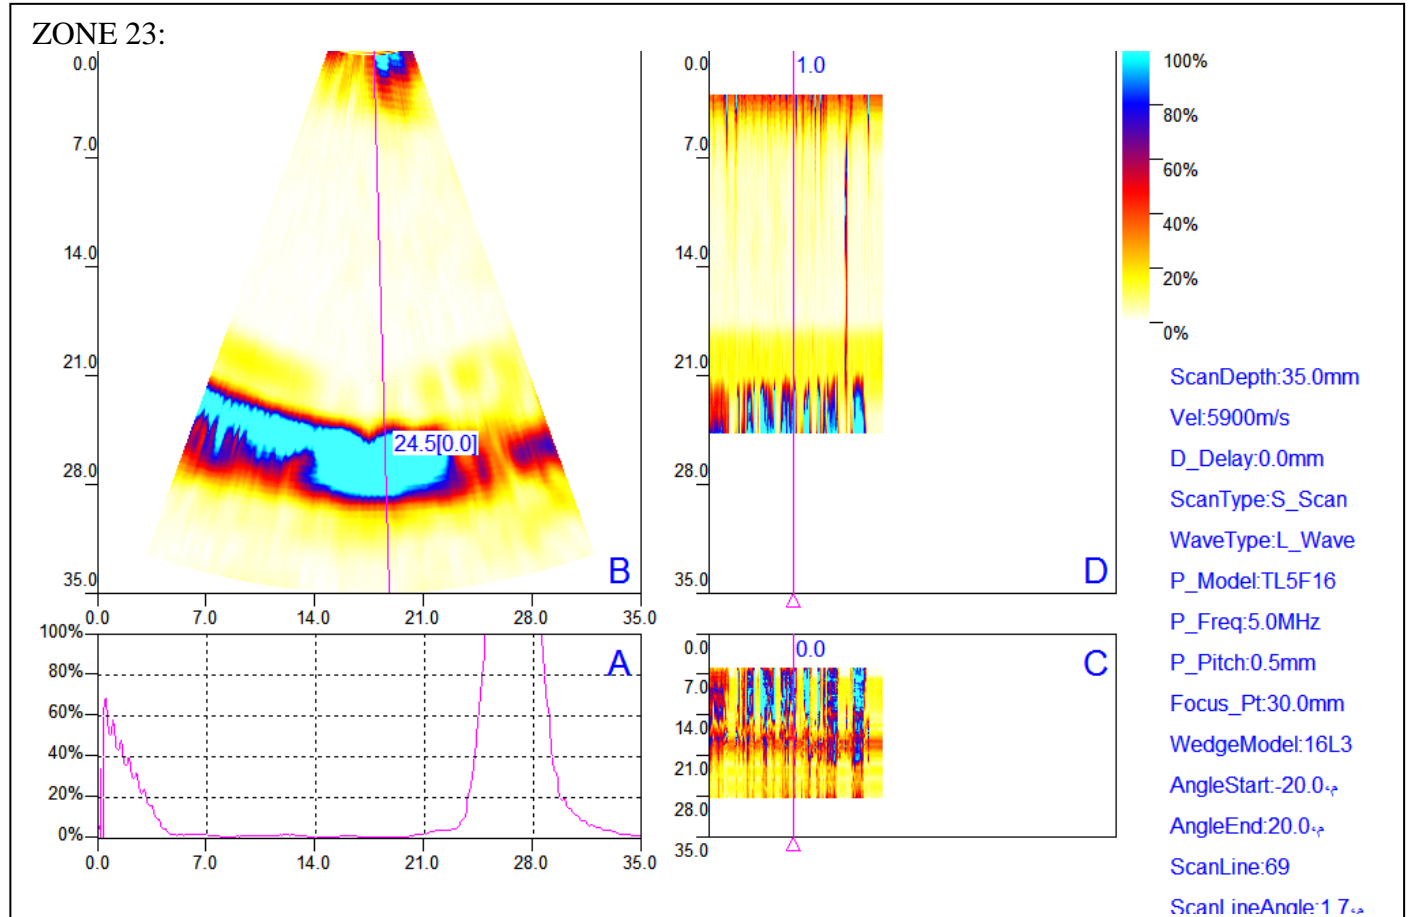 ZONE 23:
0.0
7.0
14.0
21.0
28.0
35.0
24.5[0.0]
B
0.0 7.0 14.0 21.0 28.0 35.0
1.0
0.0
7.0
14.0
21.0
28.0
35.0
D
100%
80%
60%
40%
20%
0%
100%
80%
60%
40%
20%
0%
A
0.0 7.0 14.0 21.0 28.0 35.0
0.0
0.0
7.0
14.0
21.0
28.0
35.0
C
ScanDepth:35.0mm
Vel:5900m/s
D_Delay:0.0mm
ScanType:S_Scan
WaveType:L_Wave
P_Model:TL5F16
P_Freq:5.0MHz
P_Pitch:0.5mm
Focus_Pt:30.0mm
WedgeModel:16L3
AngleStart:-20.0
AngleEnd:20.0
ScanLine:69
ScanLineAngle:1.7